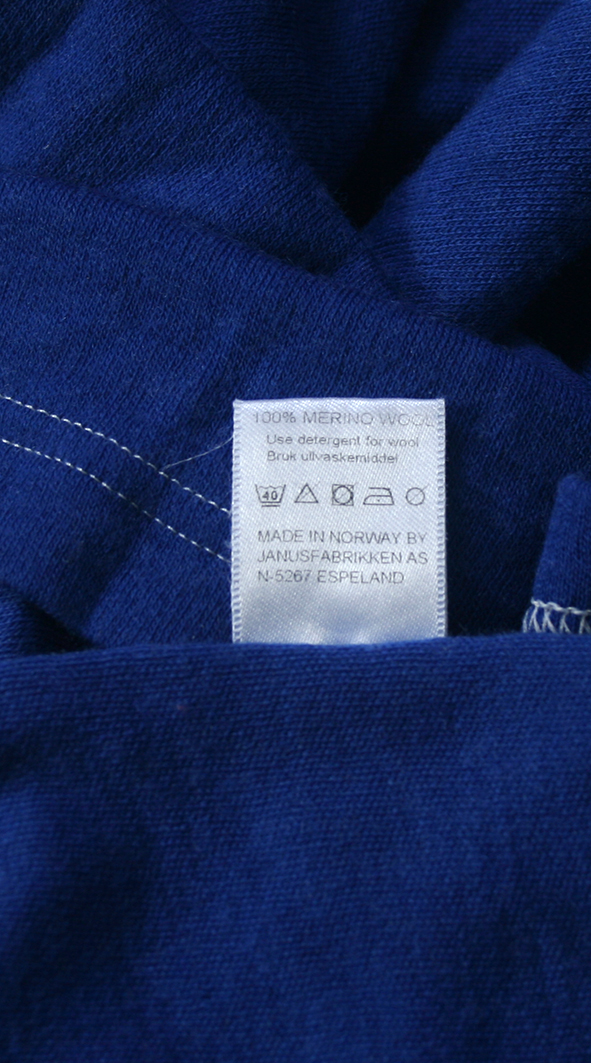 100% MERINO WOOL
Use detergent for wool
Bruk ullvaskemiddel
40
MADE IN NORWAY BY
JANUSFABRIKKEN AS
N-5267 ESPELAND